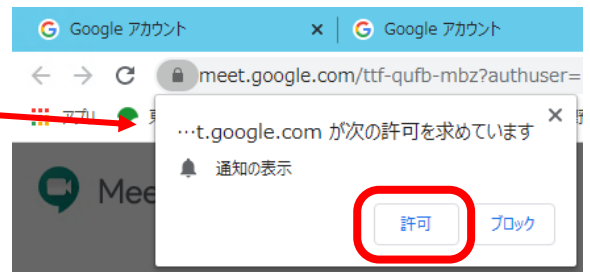 Google アカウント × Google アカウント
meet.google.com/ttf-qufb-mbz?authuser=
アプリ
…t.google.com が次の許可を求めています ×
通知の表示
Mee
許可 ブロック